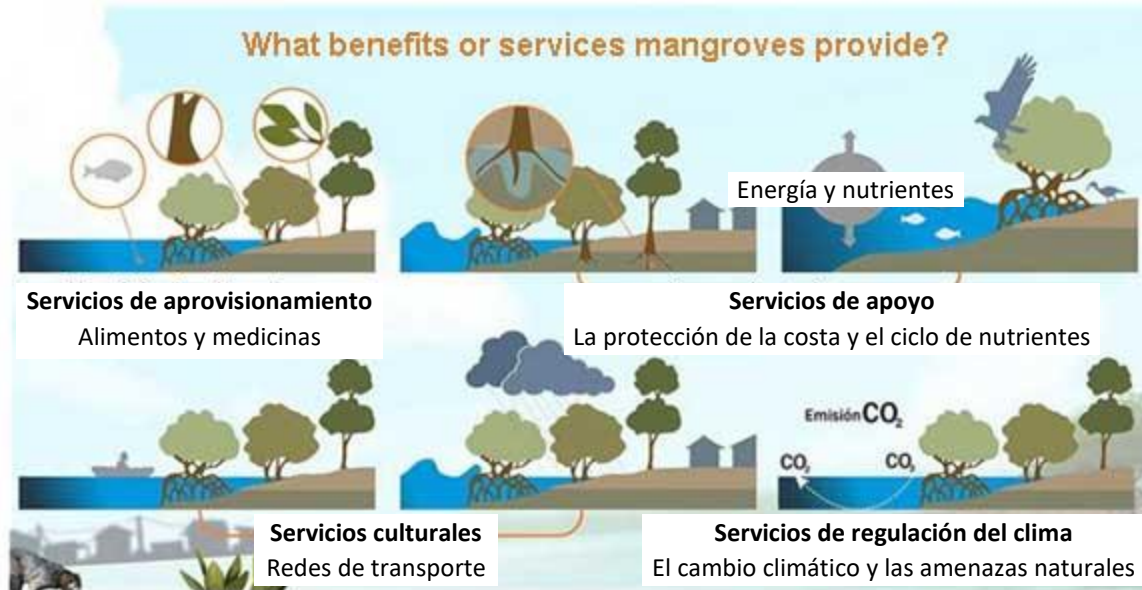 What benefits or services mangroves provide?
Energía y nutrientes
Servicios de aprovisionamiento
Alimentos y medicinas
Servicios de apoyo
La protección de la costa y el ciclo de nutrientes
Emisión CO₂
CO₂
CO₂
Servicios culturales
Redes de transporte
Servicios de regulación del clima
El cambio climático y las amenazas naturales